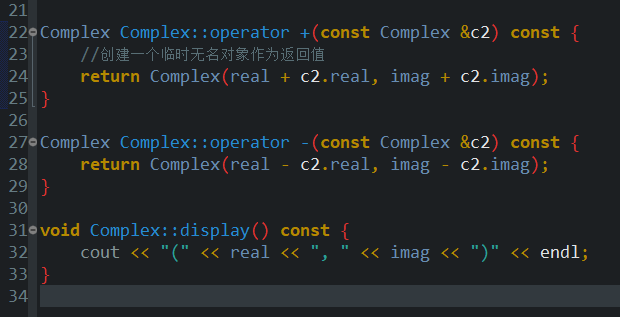 21
22 Complex Complex::operator +(const Complex &c2) const {
23     //创建一个临时无名对象作为返回值
24     return Complex(real + c2.real, imag + c2.imag);
25 }
26
27 Complex Complex::operator -(const Complex &c2) const {
28     return Complex(real - c2.real, imag - c2.imag);
29 }
30
31 void Complex::display() const {
32     cout << "(" << real << ", " << imag << ")" << endl;
33 }
34